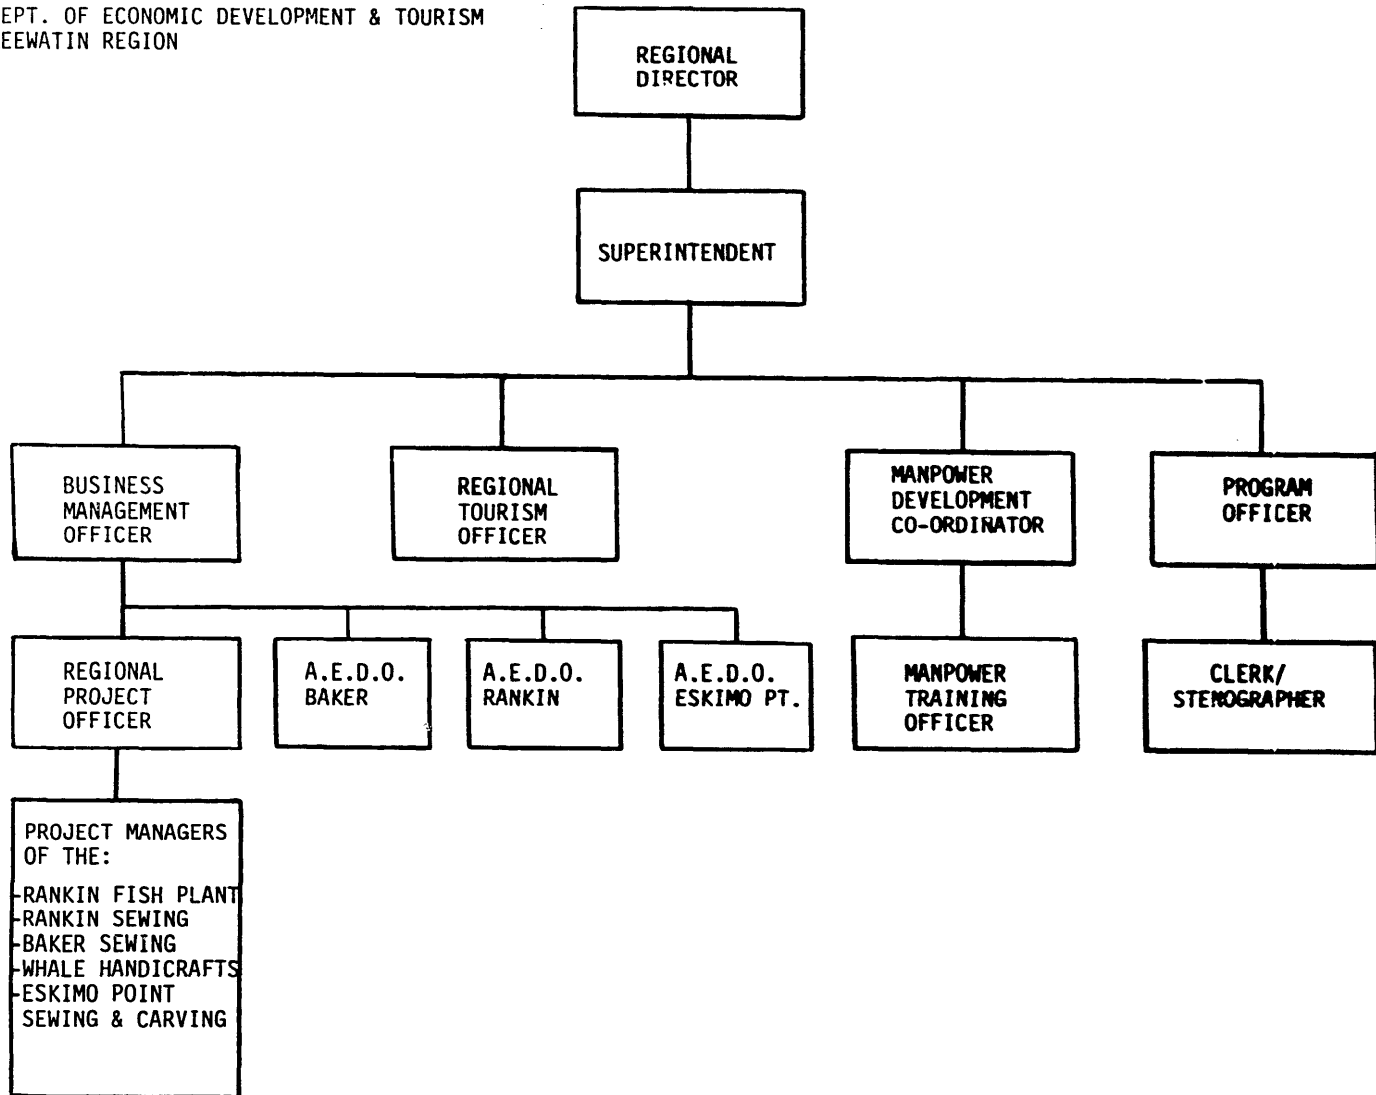 EPT. OF ECONOMIC DEVELOPMENT & TOURISM
EEWATIN REGION
REGIONAL
DIRECTOR
SUPERINTENDENT
BUSINESS
MANAGEMENT
OFFICER
REGIONAL
TOURISM
OFFICER
MANPOWER
DEVELOPMENT
CO-ORDINATOR
PROGRAM
OFFICER
REGIONAL
PROJECT
OFFICER
A.E.D.O.
BAKER
A.E.D.O.
RANKIN
A.E.D.O.
ESKIMO PT.
MANPOWER
TRAINING
OFFICER
CLERK/
STENOGRAPHER
PROJECT MANAGERS
OF THE:
-RANKIN FISH PLANT
-RANKIN SEWING
-BAKER SEWING
-WHALE HANDICRAFTS
-ESKIMO POINT
SEWING & CARVING